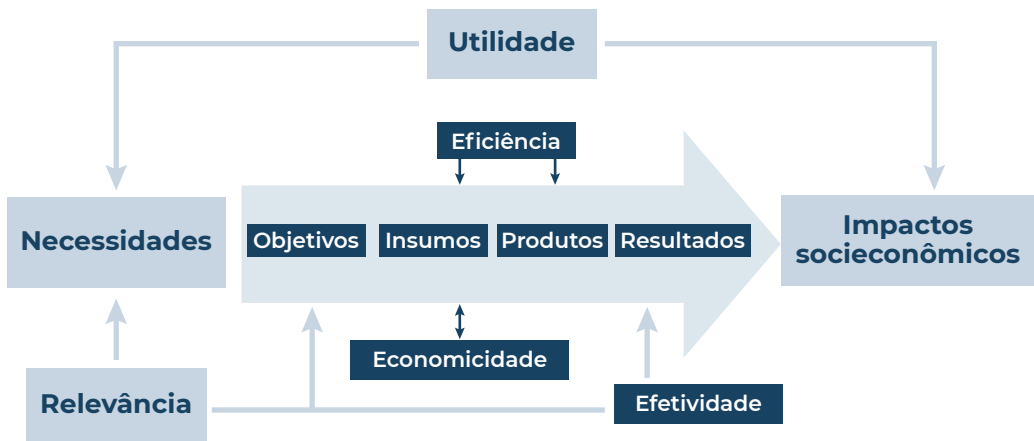 Utilidade
Eficiência
Necessidades
Objetivos
Insumos
Produtos
Resultados
Impactos
socieconômicos
Economicidade
Relevância
Efetividade